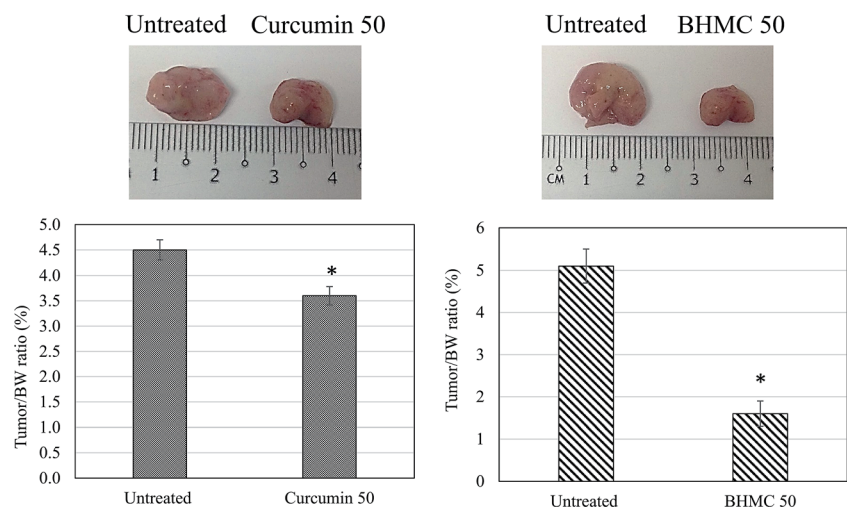 Untreated Curcumin 50
1 2 3 4
Tumor/BW ratio (%)
5.0
4.5
4.0
3.5
3.0
2.5
2.0
1.5
1.0
0.5
0.0
*
Untreated Curcumin 50
Untreated BHMC 50
CM 1 2 3 4
Tumor/BW ratio (%)
6
5
4
3
2
1
0
*
Untreated BHMC 50